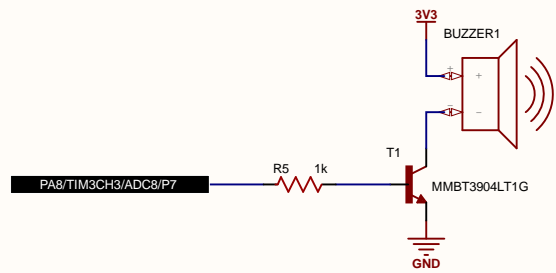 3V3
BUZZER1
+
+
-
-
T1
R5 1k
PA8/TIM3CH3/ADC8/P7
MMBT3904LT1G
GND